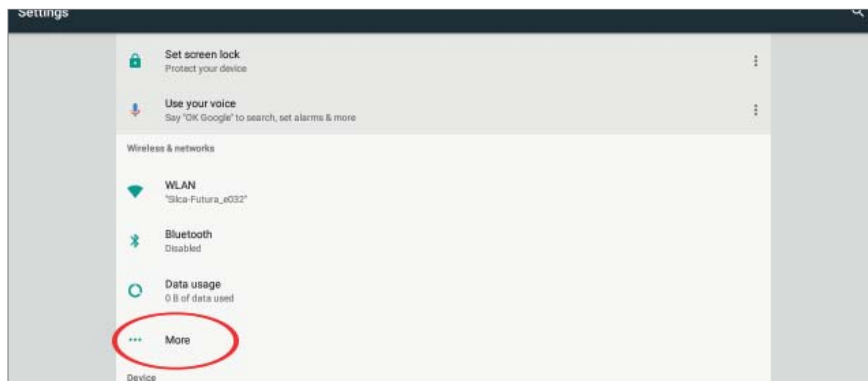 Settings
Set screen lock
Protect your device
Use your voice
Say "OK Google" to search, set alarms & more
Wireless & networks
WLAN
"Silca-Futura_e032"
Bluetooth
Disabled
Data usage
0 B of data used
More
Device